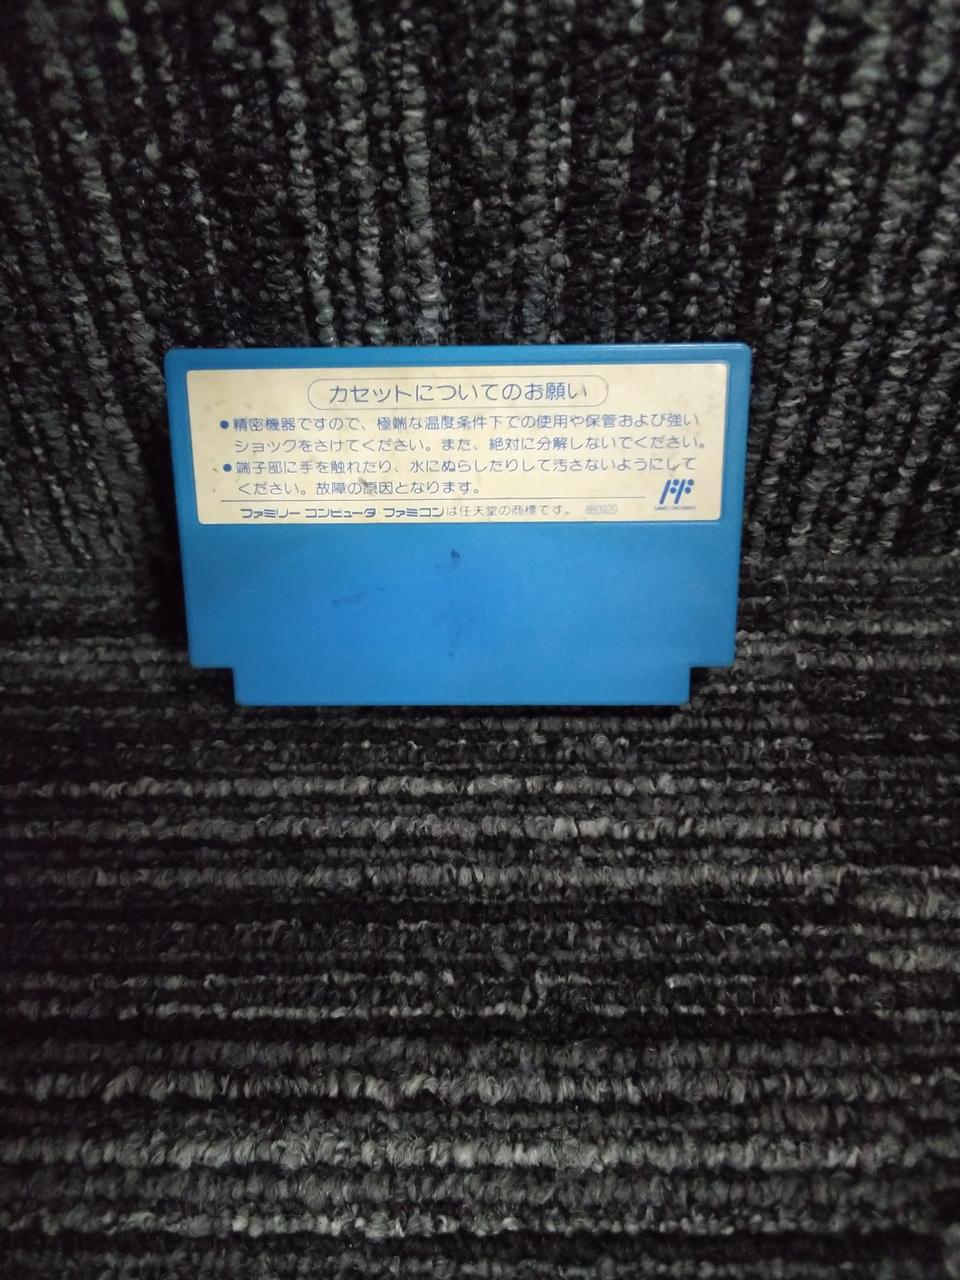 カセットについてのお願い
●精密機器ですので、極端な温度条件下での使用や保管および強い
ショックをさけてください。また、絶対に分解しないでください。
●端子部に手を触れたり、水にぬらしたりして汚さないようにして
ください。故障の原因となります。
ファミリーコンピュータ・ファミコンは任天堂の商標です。 880920